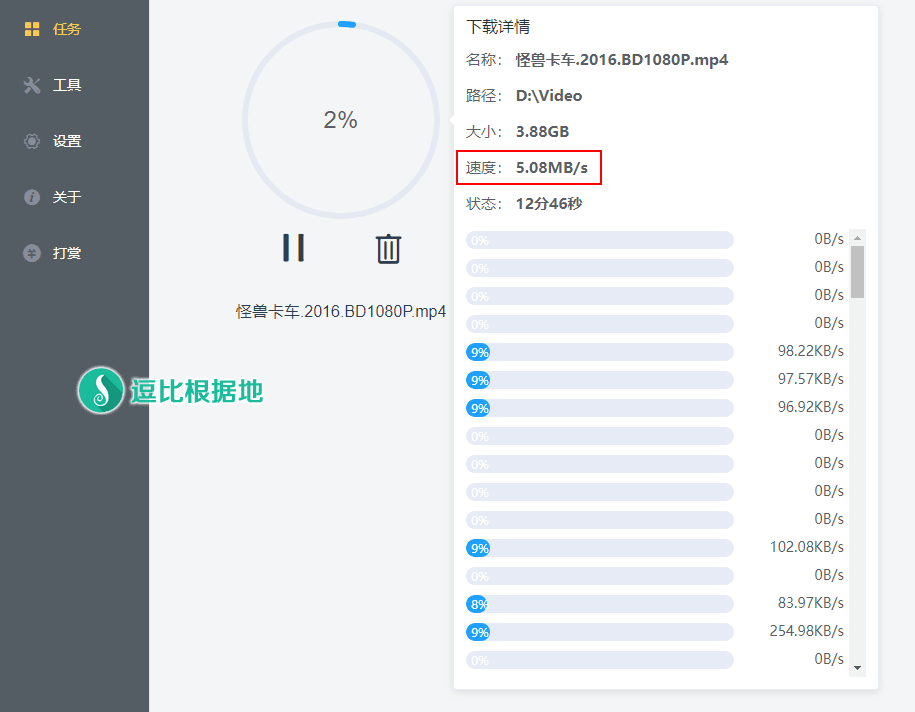 任务
工具
设置
关于
打赏
2%
怪兽卡车.2016.BD1080P.mp4
逗比根据地
下载详情
名称： 怪兽卡车.2016.BD1080P.mp4
路径： D:\Video
大小： 3.88GB
速度： 5.08MB/s
状态： 12分46秒
0% 0B/s
0% 0B/s
0% 0B/s
0% 0B/s
9% 98.22KB/s
9% 97.57KB/s
9% 96.92KB/s
0% 0B/s
0% 0B/s
0% 0B/s
0% 0B/s
9% 102.08KB/s
0% 0B/s
8% 83.97KB/s
9% 254.98KB/s
0% 0B/s